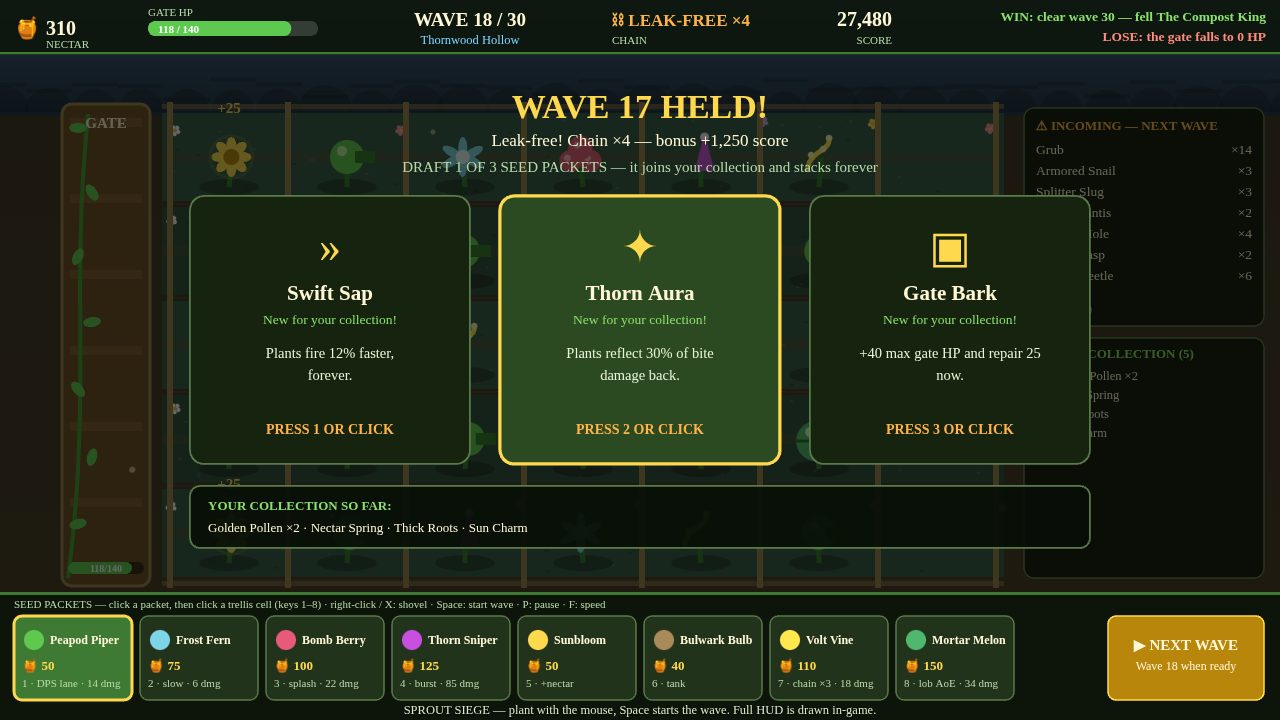 310
NECTAR
GATE HP
118 / 140
WAVE 18 / 30
Thornwood Hollow
LEAK-FREE ×4
CHAIN
27,480
SCORE
WIN: clear wave 30 — fell The Compost King
LOSE: the gate falls to 0 HP
GATE
+25
WAVE 17 HELD!
Leak-free! Chain ×4 — bonus +1,250 score
DRAFT 1 OF 3 SEED PACKETS — it joins your collection and stacks forever
⚠ INCOMING — NEXT WAVE
Grub ×14
Armored Snail ×3
Splitter Slug ×3
×2
×4
×2
×6
»
Swift Sap
New for your collection!
Plants fire 12% faster,
forever.
PRESS 1 OR CLICK
✦
Thorn Aura
New for your collection!
Plants reflect 30% of bite
damage back.
PRESS 2 OR CLICK
▣
Gate Bark
New for your collection!
+40 max gate HP and repair 25
now.
PRESS 3 OR CLICK
COLLECTION (5)
Pollen ×2
+25
YOUR COLLECTION SO FAR:
Golden Pollen ×2 · Nectar Spring · Thick Roots · Sun Charm
118/140
SEED PACKETS — click a packet, then click a trellis cell (keys 1–8) · right-click / X: shovel · Space: start wave · P: pause · F: speed
Peapod Piper
50
1 · DPS lane · 14 dmg
Frost Fern
75
2 · slow · 6 dmg
Bomb Berry
100
3 · splash · 22 dmg
Thorn Sniper
125
4 · burst · 85 dmg
Sunbloom
50
5 · +nectar
Bulwark Bulb
40
6 · tank
Volt Vine
110
7 · chain ×3 · 18 dmg
Mortar Melon
150
8 · lob AoE · 34 dmg
▶ NEXT WAVE
Wave 18 when ready
SPROUT SIEGE — plant with the mouse, Space starts the wave. Full HUD is drawn in-game.